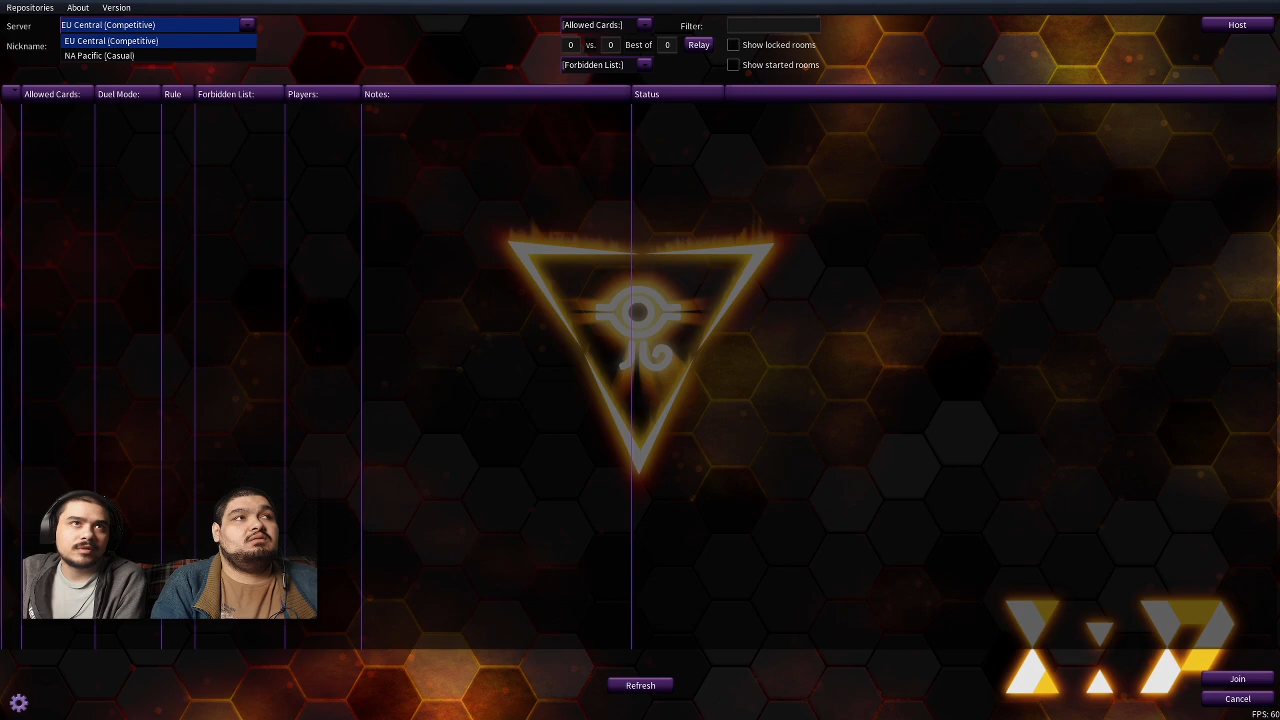 Repositories About Version
Server EU Central (Competitive) [Allowed Cards:] Filter: Host
EU Central (Competitive)
Nickname: 0 vs. 0 Best of 0 Relay Show locked rooms
NA Pacific (Casual)
[Forbidden List:] Show started rooms
Allowed Cards: Duel Mode: Rule Forbidden List: Players: Notes: Status
Refresh
Join
Cancel
FPS: 60